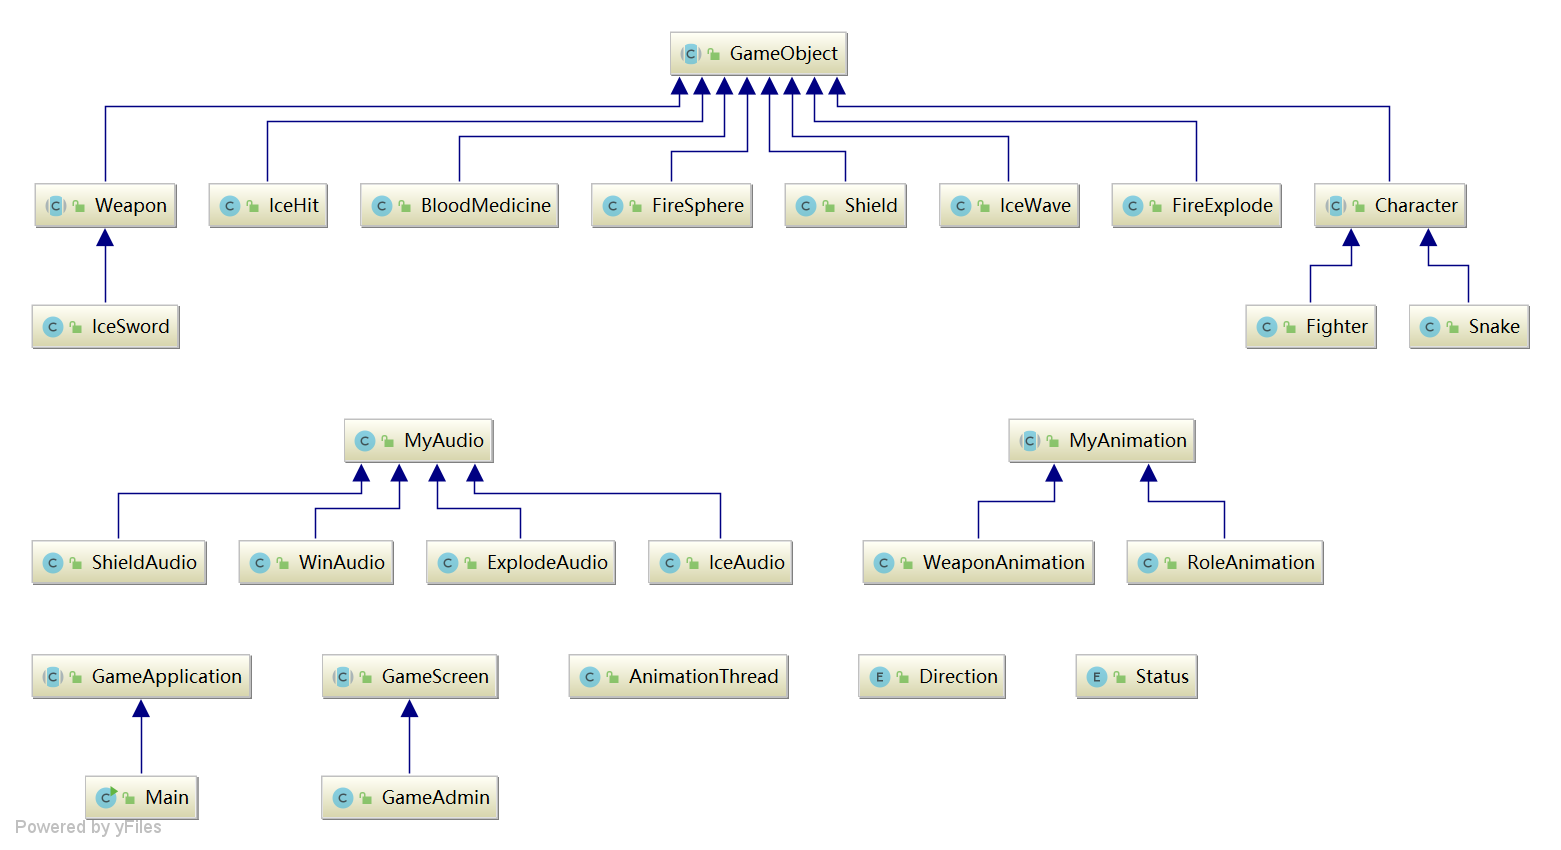 GameObject
Weapon
IceHit
BloodMedicine
FireSphere
Shield
IceWave
FireExplode
Character
IceSword
Fighter
Snake
MyAudio
MyAnimation
ShieldAudio
WinAudio
ExplodeAudio
IceAudio
WeaponAnimation
RoleAnimation
GameApplication
GameScreen
AnimationThread
Direction
Status
Main
GameAdmin
Powered by yFiles